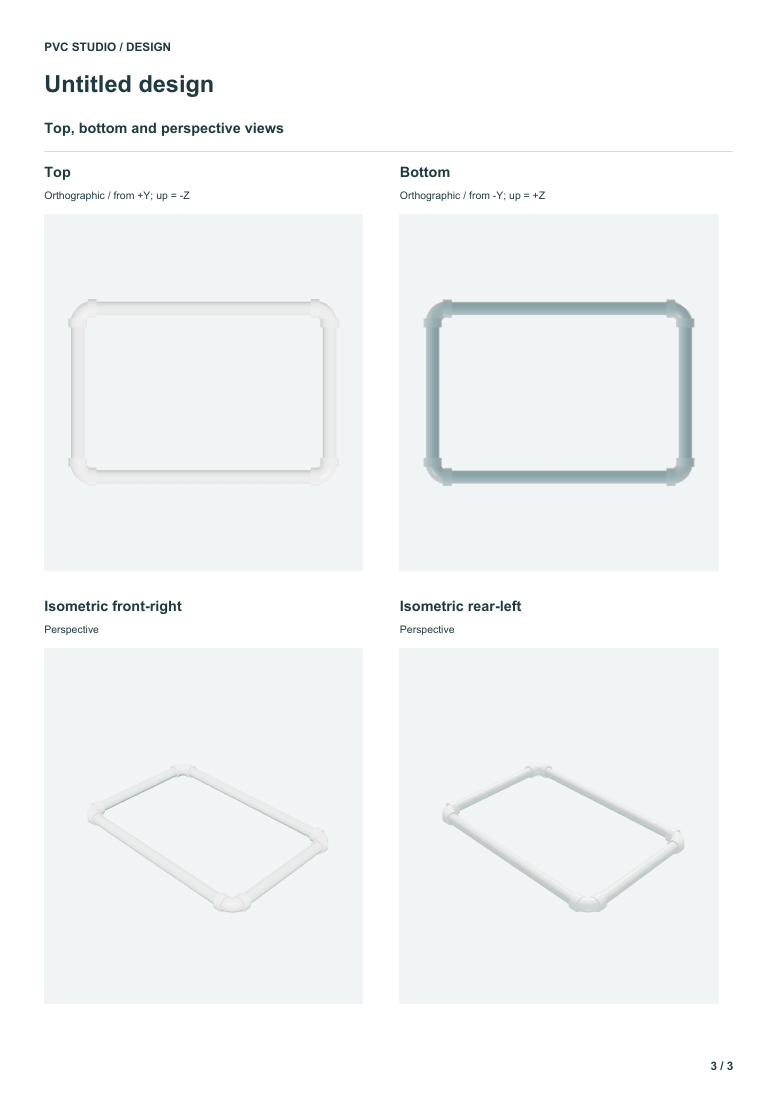 PVC STUDIO / DESIGN
Untitled design
Top, bottom and perspective views
Top
Orthographic / from +Y; up = -Z
Bottom
Orthographic / from -Y; up = +Z
Isometric front-right
Perspective
Isometric rear-left
Perspective
3 / 3